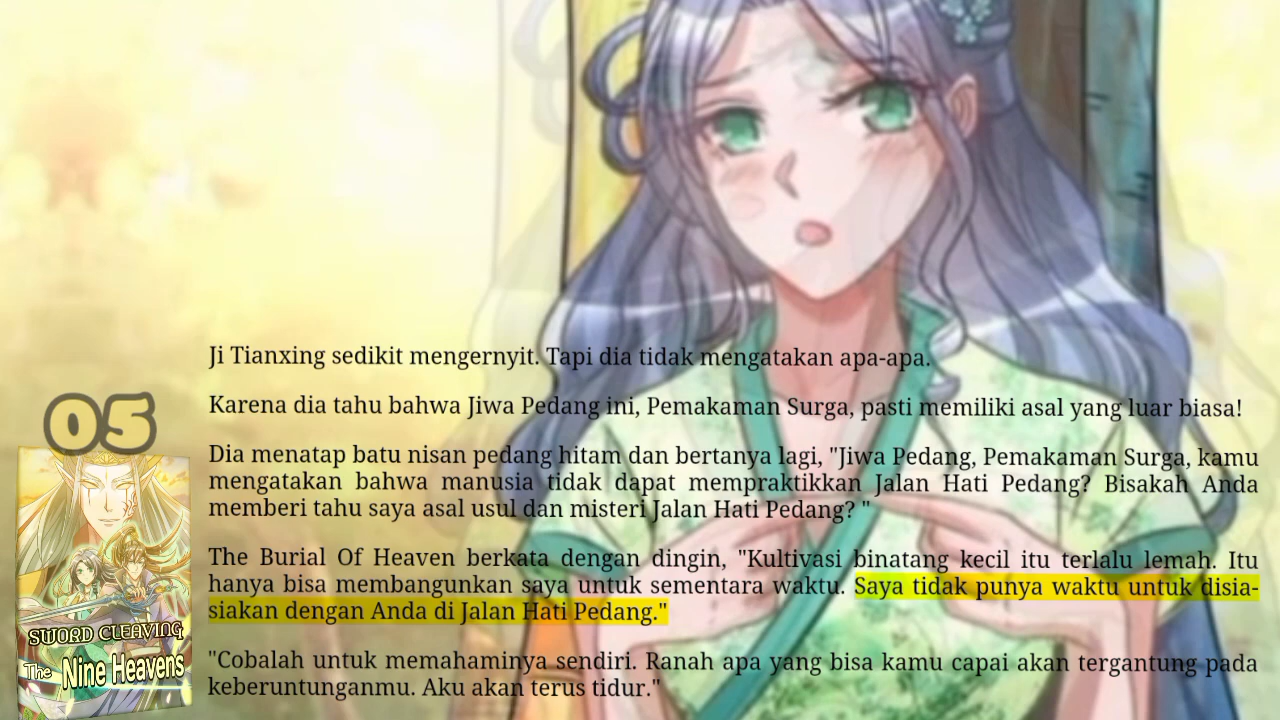 Ji Tianxing sedikit mengernyit. Tapi dia tidak mengatakan apa-apa.
Karena dia tahu bahwa Jiwa Pedang ini, Pemakaman Surga, pasti memiliki asal yang luar biasa!
Dia menatap batu nisan pedang hitam dan bertanya lagi, "Jiwa Pedang, Pemakaman Surga, kamu
mengatakan bahwa manusia tidak dapat mempraktikkan Jalan Hati Pedang? Bisakah Anda
memberi tahu saya asal usul dan misteri Jalan Hati Pedang? "
The Burial Of Heaven berkata dengan dingin, "Kultivasi binatang kecil itu terlalu lemah. Itu
hanya bisa membangunkan saya untuk sementara waktu. Saya tidak punya waktu untuk disia-
siakan dengan Anda di Jalan Hati Pedang."
"Cobalah untuk memahaminya sendiri. Ranah apa yang bisa kamu capai akan tergantung pada
keberuntunganmu. Aku akan terus tidur."
05
SWORD CLEAVING
The Nine Heavens